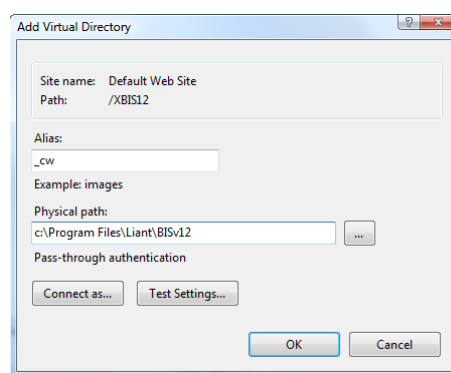 Add Virtual Directory
Site name: Default Web Site
Path: /XBIS12
Alias:
_cw
Example: images
Physical path:
c:\Program Files\Liant\BISv12
...
Pass-through authentication
Connect as... Test Settings...
OK Cancel